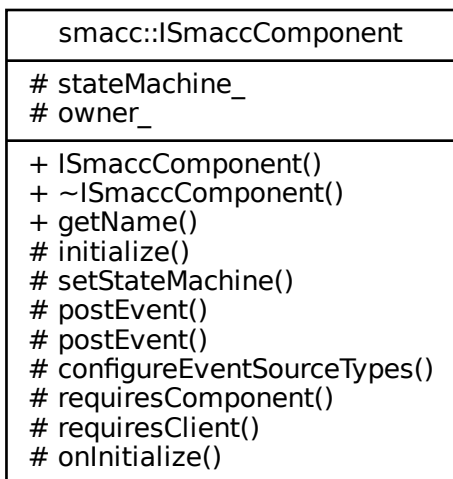 smacc::ISmaccComponent
# stateMachine_
# owner_
+ ISmaccComponent()
+ ~ISmaccComponent()
+ getName()
# initialize()
# setStateMachine()
# postEvent()
# postEvent()
# configureEventSourceTypes()
# requiresComponent()
# requiresClient()
# onInitialize()